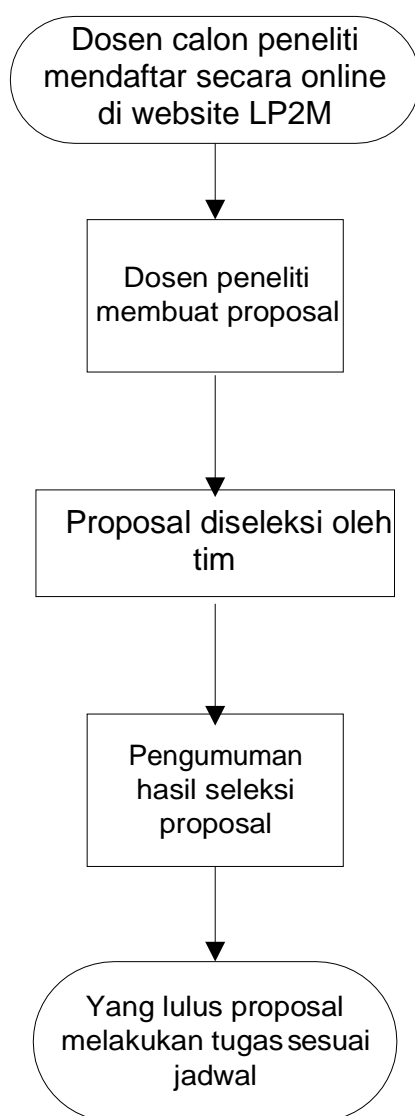 Dosen calon peneliti
mendaftar secara online
di website LP2M
Dosen peneliti
membuat proposal
Proposal diseleksi oleh
tim
Pengumuman
hasil seleksi
proposal
Yang lulus proposal
melakukan tugas sesuai
jadwal